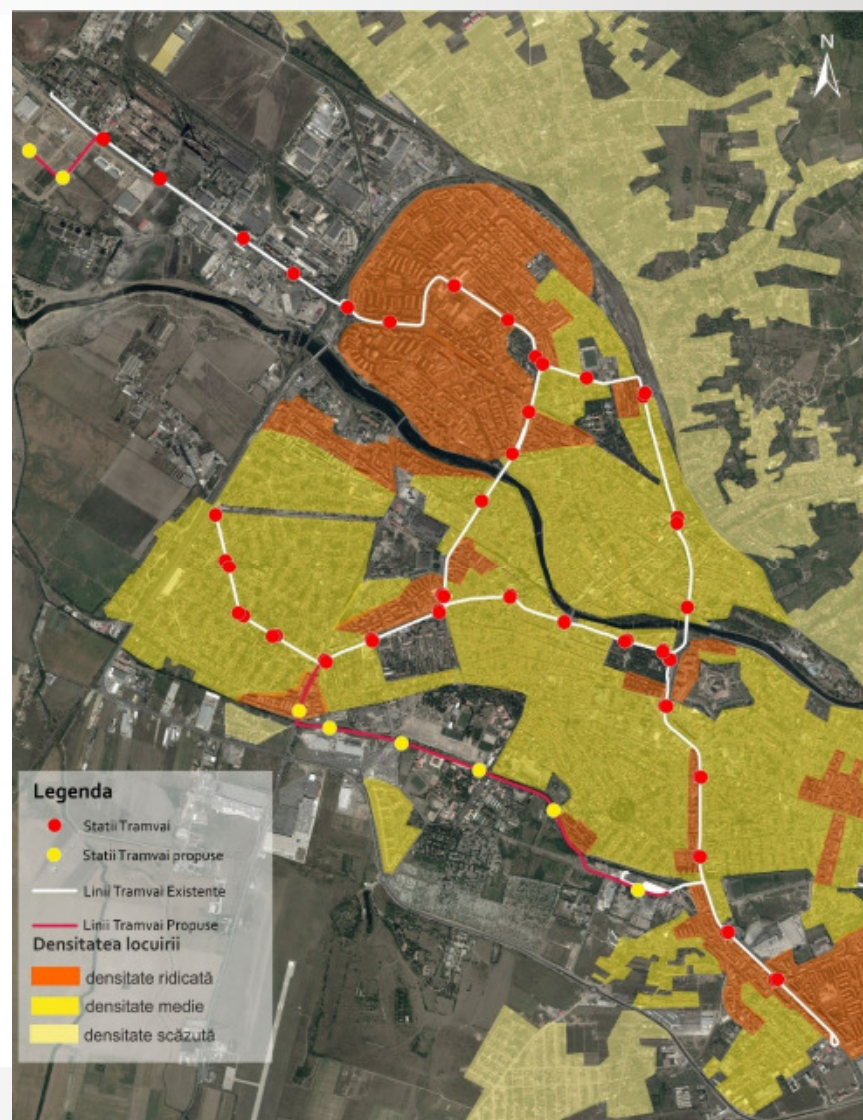 N
Legenda
Statii Tramvai
Statii Tramvai propuse
Linii Tramvai Existente
Linii Tramvai Propuse
Densitatea locuirii
densitate ridicată
densitate medie
densitate scăzută